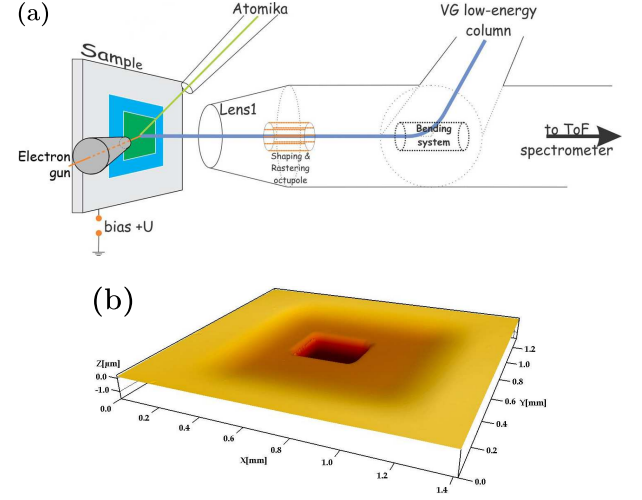 (a)
Atomika
VG low-energy
column
Sample
Lens1
Bending
system
to ToF
spectrometer
Shaping &
Rastering
octupole
Electron
gun
bias +U
(b)
Z[µm]
0.0
-1.0
0.0
0.2
0.4
0.6
0.8
1.0
1.2
1.4
X[mm]
0.0
0.2
0.4
0.6
0.8
1.0
1.2
Y[mm]